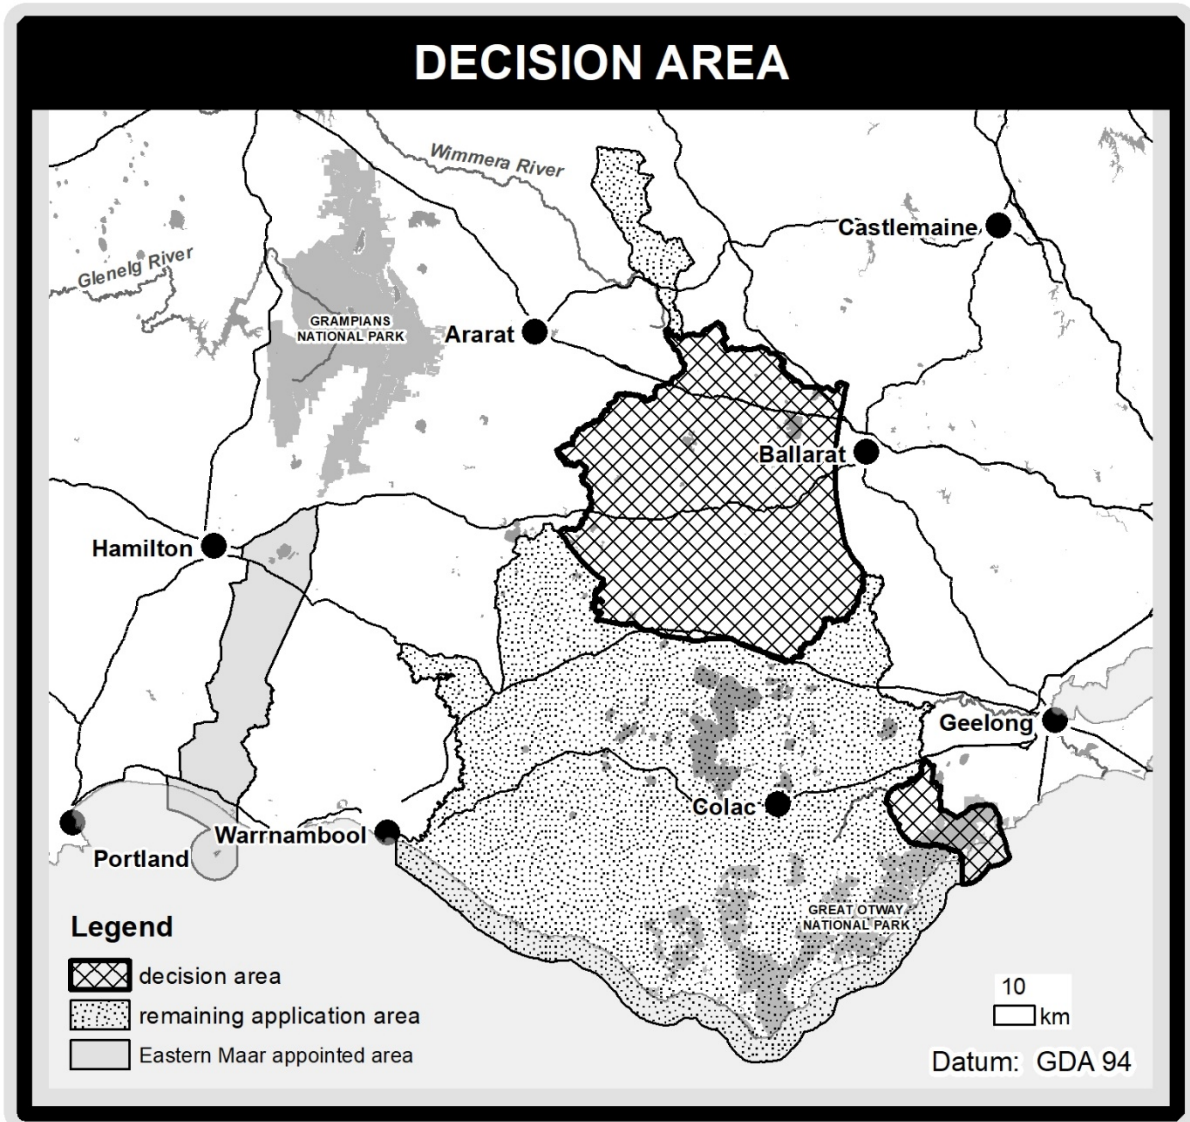 DECISION AREA
Wimmera River
Castlemaine
Glenelg River
GRAMPIANS
NATIONAL PARK
Ararat
Ballarat
Hamilton
Geelong
Colac
Warrnambool
Portland
GREAT OTWAY
NATIONAL PARK
Legend
decision area
remaining application area
Eastern Maar appointed area
10
km
Datum: GDA 94